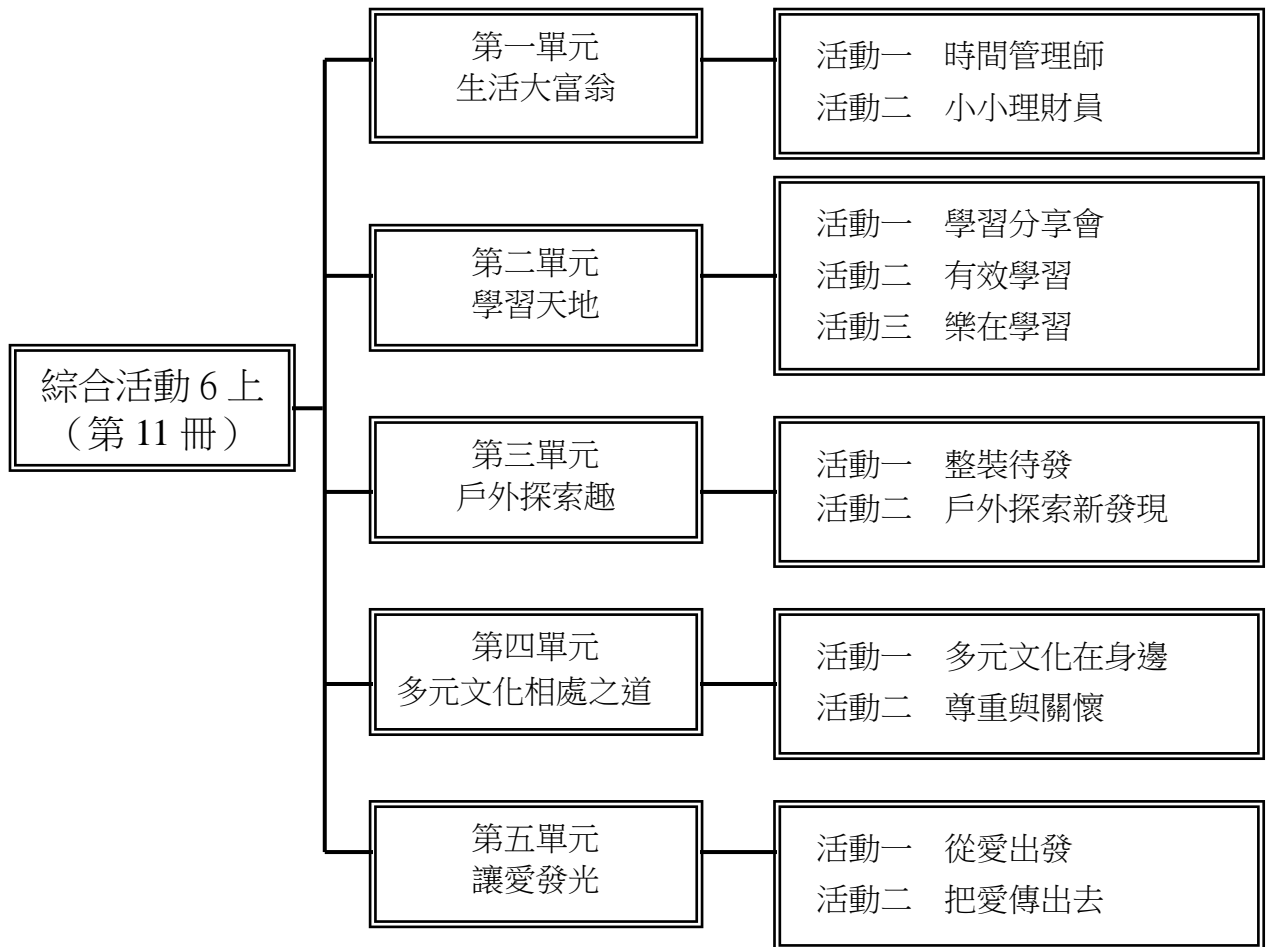 綜合活動 6 上
（第 11 冊）
第一單元
生活大富翁
活動一　時間管理師
活動二　小小理財員
第二單元
學習天地
活動一　學習分享會
活動二　有效學習
活動三　樂在學習
第三單元
戶外探索趣
活動一　整裝待發
活動二　戶外探索新發現
第四單元
多元文化相處之道
活動一　多元文化在身邊
活動二　尊重與關懷
第五單元
讓愛發光
活動一　從愛出發
活動二　把愛傳出去